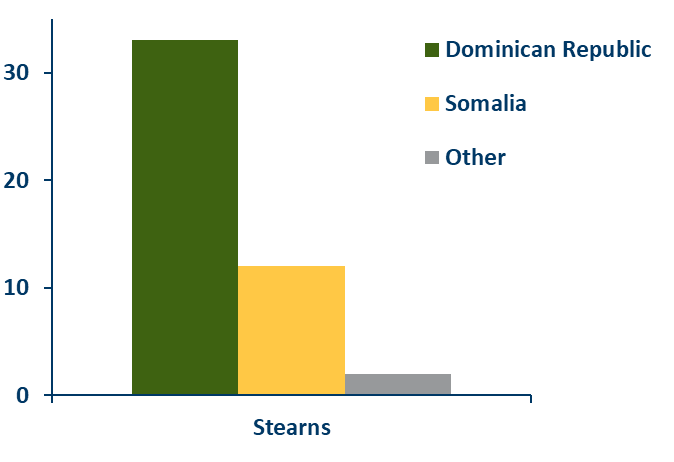 Dominican Republic
Somalia
Other
30
20
10
0
Stearns